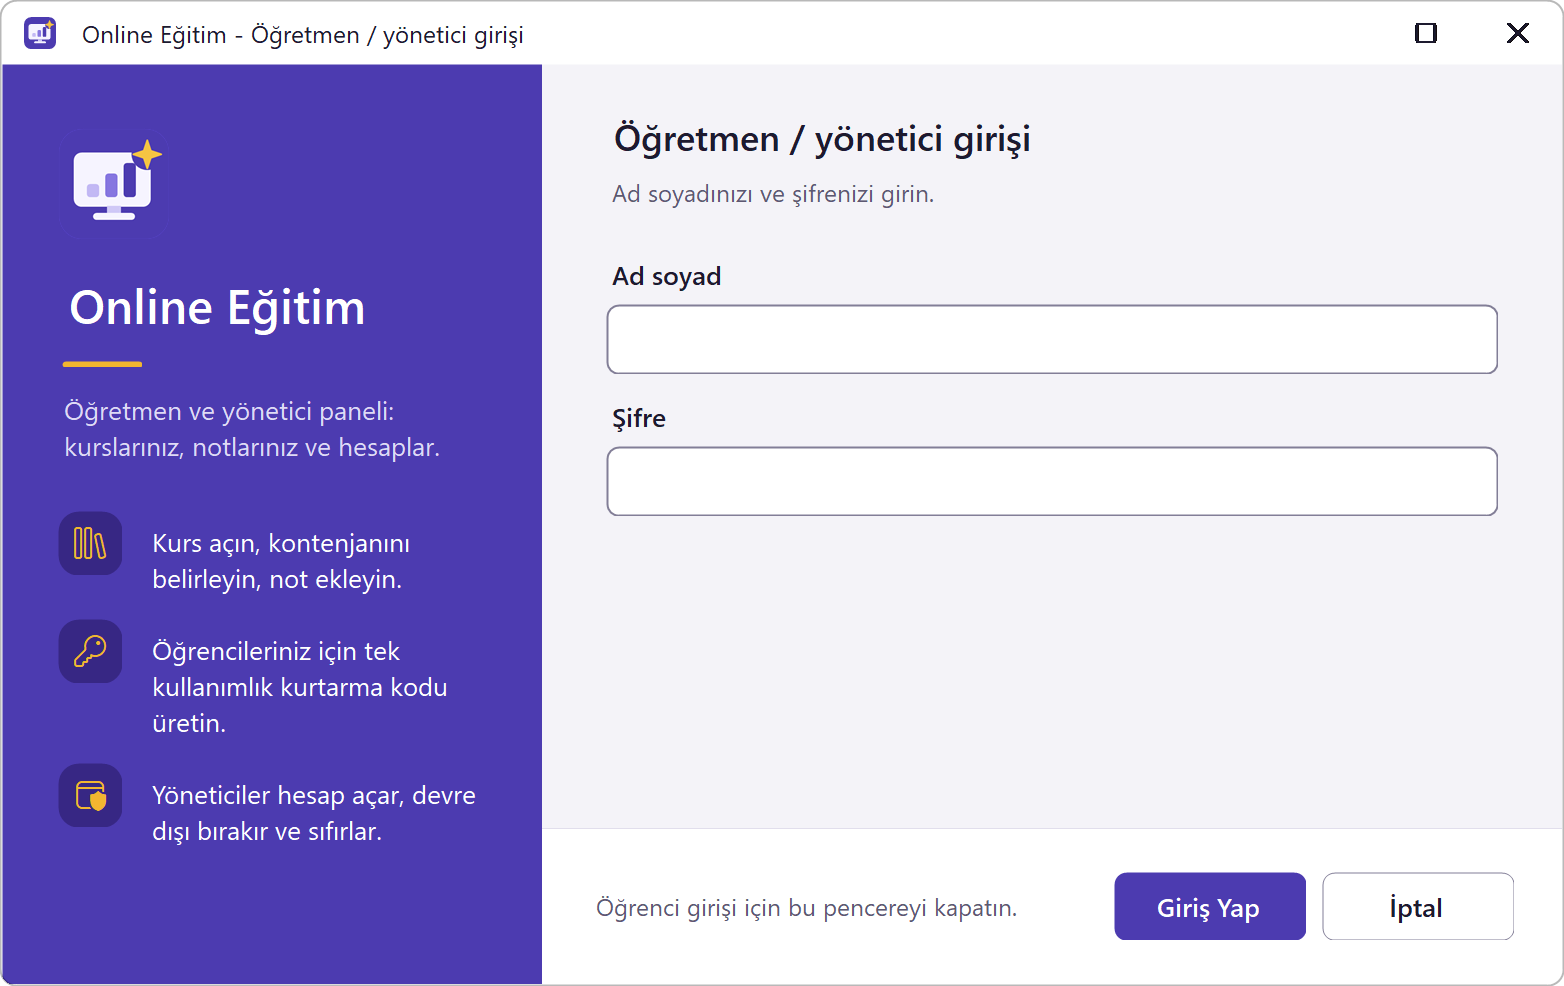 Online Eğitim - Öğretmen / yönetici girişi
Online Eğitim
Öğretmen ve yönetici paneli:
kurslarınız, notlarınız ve hesaplar.
Kurs açın, kontenjanını
belirleyin, not ekleyin.
Öğrencileriniz için tek
kullanımlık kurtarma kodu
üretin.
Yöneticiler hesap açar, devre
dışı bırakır ve sıfırlar.
Öğretmen / yönetici girişi
Ad soyadınızı ve şifrenizi girin.
Ad soyad
Şifre
Öğrenci girişi için bu pencereyi kapatın.
Giriş Yap
İptal